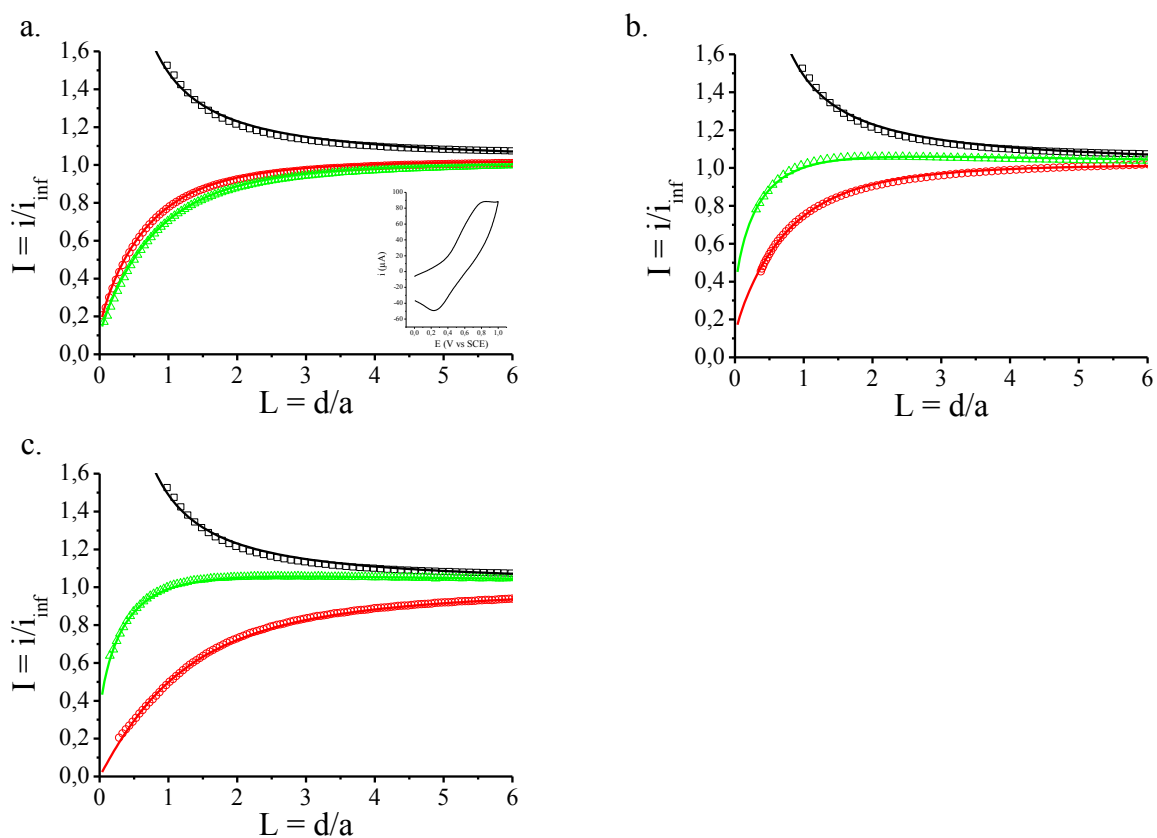 a.
1,6
1,4
1,2
1,0
0,8
0,6
0,4
0,2
0,0
I = i/i_inf
0 1 2 3 4 5 6
L = d/a
100
80
60
40
20
0
-20
-40
-60
i (µA)
0,0 0,2 0,4 0,6 0,8 1,0
E (V vs SCE)
b.
1,6
1,4
1,2
1,0
0,8
0,6
0,4
0,2
0,0
I = i/i_inf
0 1 2 3 4 5 6
L = d/a
c.
1,6
1,4
1,2
1,0
0,8
0,6
0,4
0,2
0,0
I = i/i_inf
0 1 2 3 4 5 6
L = d/a